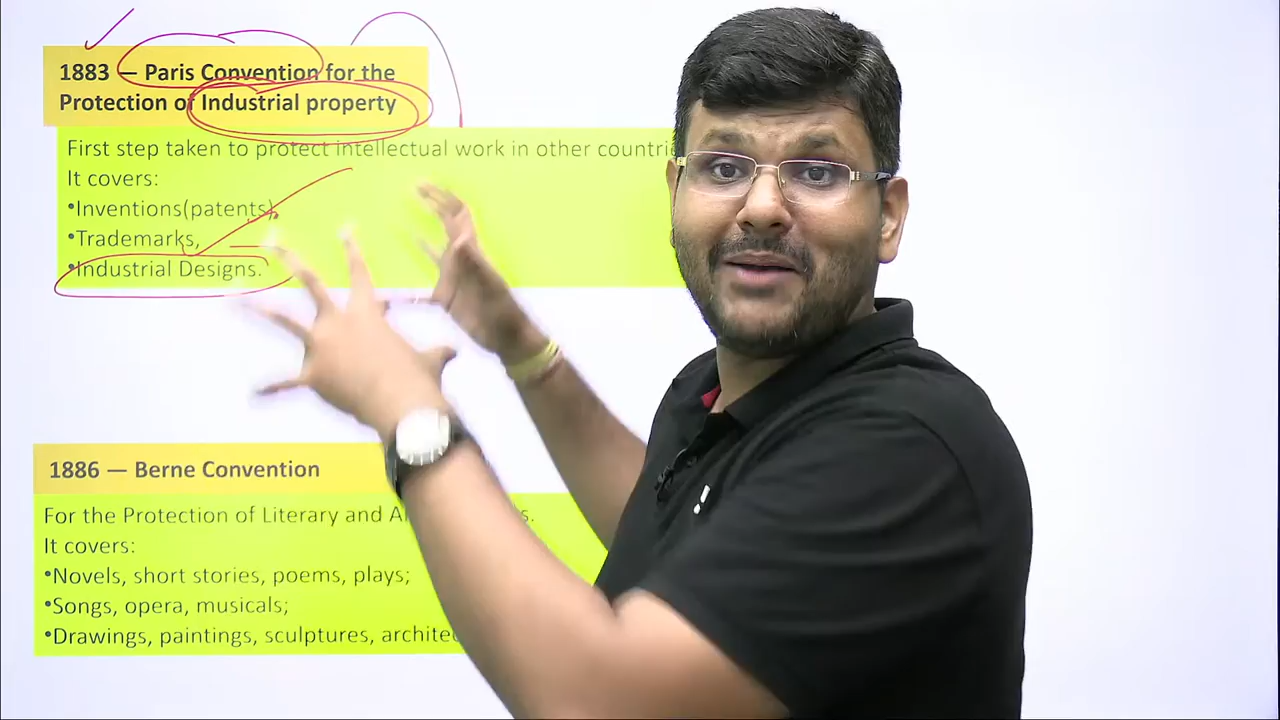 1883 — Paris Convention for the
Protection of Industrial property
First step taken to protect intellectual work in other
It covers:
•Inventions(patents),
•Trademarks,
•Industrial Designs.
1886 — Berne Convention
For the Protection of Literary and
It covers:
•Novels, short stories, poems, plays;
•Songs, opera, musicals;
•Drawings, paintings, sculptures,